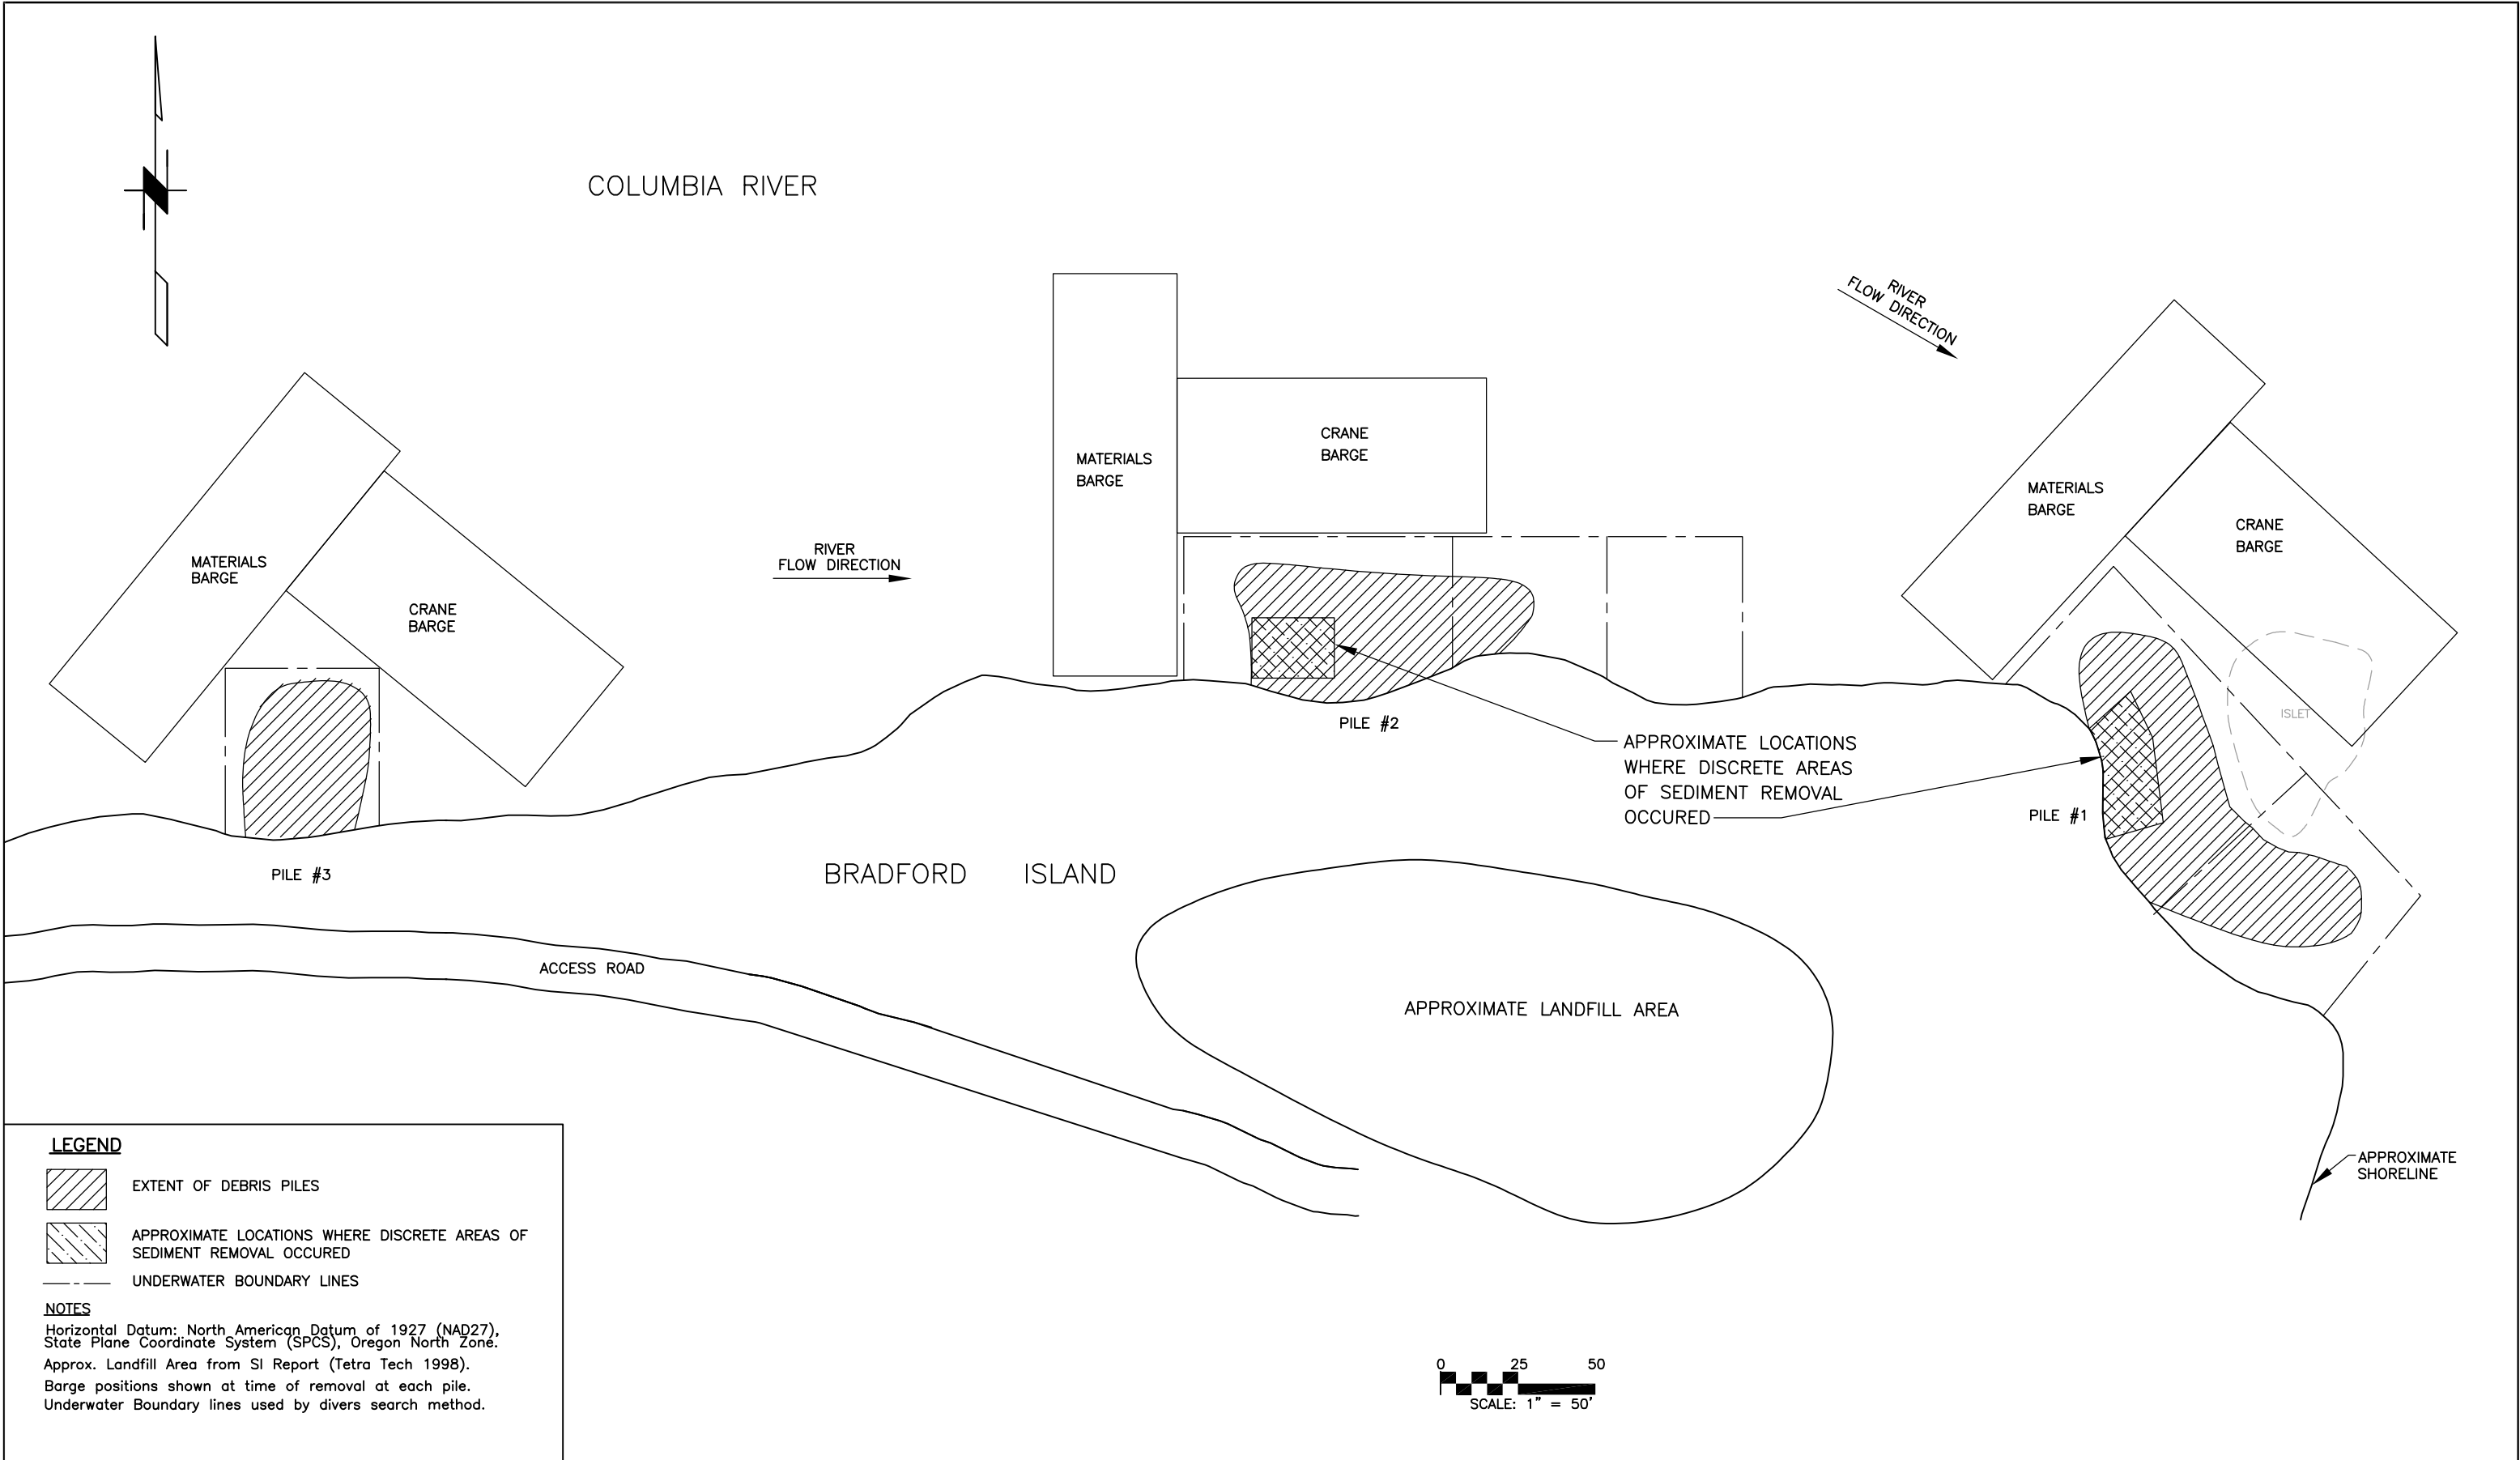 COLUMBIA RIVER
RIVER
FLOW DIRECTION
MATERIALS
BARGE
CRANE
BARGE
RIVER
FLOW DIRECTION
MATERIALS
BARGE
CRANE
BARGE
MATERIALS
BARGE
CRANE
BARGE
ISLET
PILE #2
APPROXIMATE LOCATIONS
WHERE DISCRETE AREAS
OF SEDIMENT REMOVAL
OCCURED
PILE #1
PILE #3
BRADFORD ISLAND
ACCESS ROAD
APPROXIMATE LANDFILL AREA
APPROXIMATE
SHORELINE
LEGEND
EXTENT OF DEBRIS PILES
APPROXIMATE LOCATIONS WHERE DISCRETE AREAS OF
SEDIMENT REMOVAL OCCURED
UNDERWATER BOUNDARY LINES
NOTES
Horizontal Datum: North American Datum of 1927 (NAD27),
State Plane Coordinate System (SPCS), Oregon North Zone.
Approx. Landfill Area from SI Report (Tetra Tech 1998).
Barge positions shown at time of removal at each pile.
Underwater Boundary lines used by divers search method.
0 25 50
SCALE: 1" = 50'